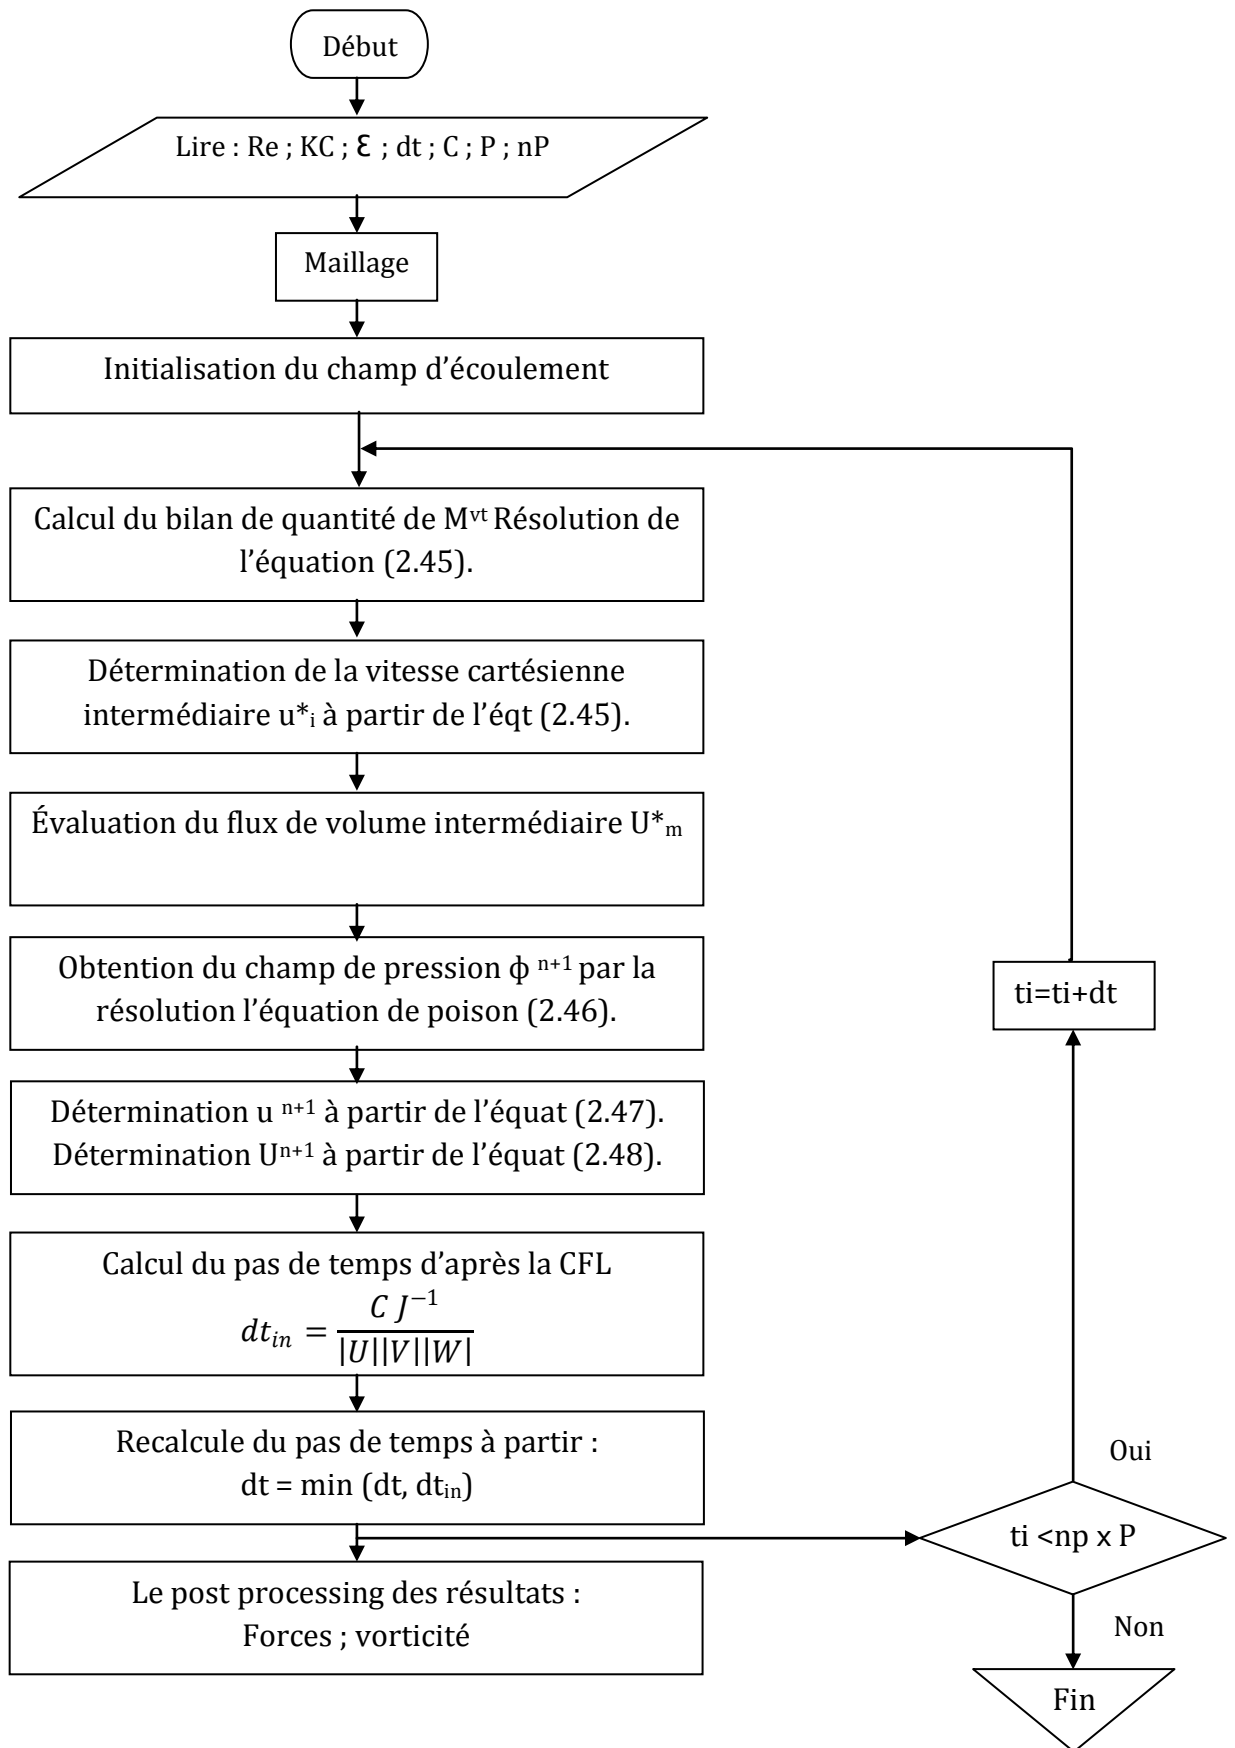 Début
Lire : Re ; KC ; Ɛ ; dt ; C ; P ; nP
Maillage
Initialisation du champ d’écoulement
Calcul du bilan de quantité de Mvt Résolution de
l’équation (2.45).
Détermination de la vitesse cartésienne
intermédiaire u*i à partir de l’éqt (2.45).
Évaluation du flux de volume intermédiaire U*m
Obtention du champ de pression ϕ n+1 par la
résolution l’équation de poison (2.46).
ti=ti+dt
Détermination u n+1 à partir de l’équat (2.47).
Détermination Un+1 à partir de l’équat (2.48).
Calcul du pas de temps d’après la CFL
dt_in = C J^−1 / |U||V||W|
Recalcule du pas de temps à partir :
dt = min (dt, dtin)
Oui
ti <np x P
Le post processing des résultats :
Forces ; vorticité
Non
Fin